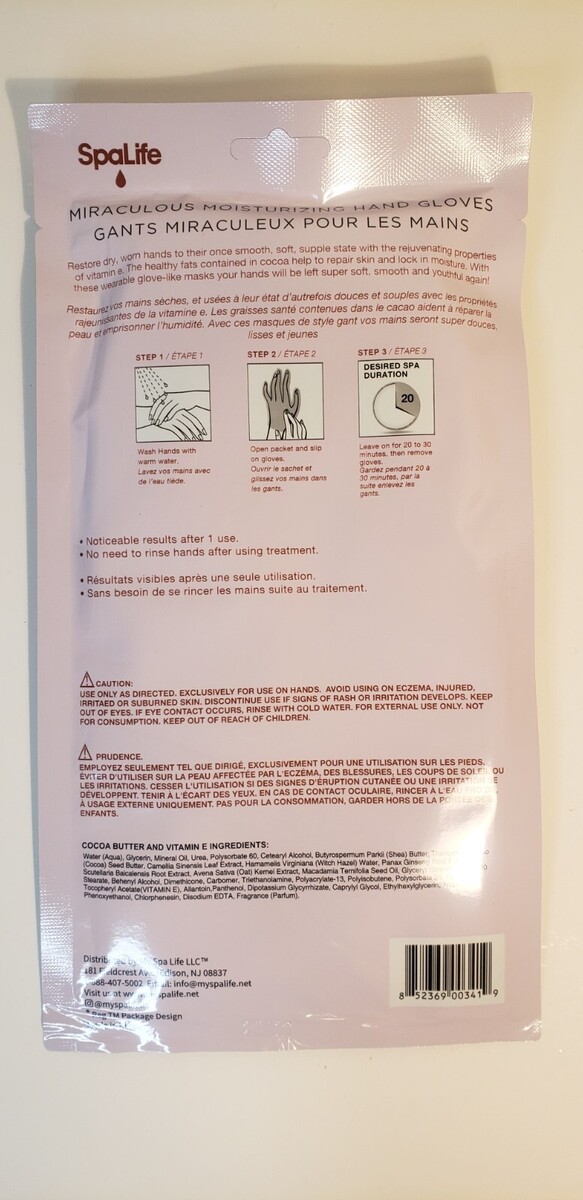 SpaLife
MIRACULOUS MOISTURIZING HAND GLOVES
GANTS MIRACULEUX POUR LES MAINS
Restore dry, worn hands to their once smooth, soft, supple state with the rejuvenating properties
of vitamin e. The healthy fats contained in cocoa help to repair skin and lock in moisture. With
these wearable glove-like masks your hands will be left super soft, smooth and youthful again!
Restaurez vos mains sèches, et usées à leur état d'autrefois douces et souples avec les propriétés
rajeunissantes de la vitamine e. Les graisses santé contenues dans le cacao aident à réparer la
peau et emprisonner l'humidité. Avec ces masques de style gant vos mains seront super douces,
lisses et jeunes
STEP 1 / ÉTAPE 1
Wash Hands with
warm water.
Lavez vos mains avec
de l'eau tiède.
STEP 2 / ÉTAPE 2
Open packet and slip
on gloves.
Ouvrir le sachet et
glissez vos mains dans
les gants.
STEP 3 / ÉTAPE 3
DESIRED SPA
DURATION
20
Leave on for 20 to 30
minutes, then remove
gloves.
Gardez pendant 20 à
30 minutes, par la
suite enlevez les
gants.
• Noticeable results after 1 use.
• No need to rinse hands after using treatment.
• Résultats visibles après une seule utilisation.
• Sans besoin de se rincer les mains suite au traitement.
CAUTION:
USE ONLY AS DIRECTED. EXCLUSIVELY FOR USE ON HANDS. AVOID USING ON ECZEMA, INJURED,
IRRITAED OR SUBURNED SKIN. DISCONTINUE USE IF SIGNS OF RASH OR IRRITATION DEVELOPS. KEEP
OUT OF EYES. IF EYE CONTACT OCCURS, RINSE WITH COLD WATER. FOR EXTERNAL USE ONLY. NOT
FOR CONSUMPTION. KEEP OUT OF REACH OF CHILDREN.
PRUDENCE.
EMPLOYEZ SEULEMENT TEL QUE DIRIGÉ, EXCLUSIVEMENT POUR UNE UTILISATION SUR LES PIEDS.
ÉVITER D'UTILISER SUR LA PEAU AFFECTÉE PAR L'ECZÉMA, DES BLESSURES, LES COUPS DE SOLEIL OU
LES IRRITATIONS. CESSER L'UTILISATION SI DES SIGNES D'ÉRUPTION CUTANÉE OU UNE IRRITATION SE
DÉVELOPPENT. TENIR À L'ÉCART DES YEUX. EN CAS DE CONTACT OCULAIRE, RINCER À
À USAGE EXTERNE UNIQUEMENT. PAS POUR LA CONSOMMATION, GARDER HORS DE LA PORTÉE DES
ENFANTS.
COCOA BUTTER AND VITAMIN E INGREDIENTS:
Water (Aqua), Glycerin, Mineral Oil, Urea, Polysorbate 60, Cetearyl Alcohol, Butyrospermum Parkii (Shea) Butter,
(Cocoa) Seed Butter, Camellia Sinensis Leaf Extract, Hamamelis Virginiana (Witch Hazel) Water, Panax
Scutellaria Baicalensis Root Extract, Avena Sativa (Oat) Kernel Extract, Macadamia Ternifolia Seed Oil,
Stearate, Behenyl Alcohol, Dimethicone, Carbomer, Triethanolamine, Polyacrylate-13, Polyisobutene,
Tocopheryl Acetate(VITAMIN E), Allantoin, Panthenol, Dipotassium Glycyrrhizate, Caprylyl Glycol, Ethylhexylglycerin,
Phenoxyethanol, Chlorphenesin, Disodium EDTA, Fragrance (Parfum).
Distributed by Spa Life LLC™
181 Fieldcrest Ave Edison, NJ 08837
888-407-5002 Email: info@myspalife.net
Visit us at
Bag TM Package Design
8 52369 00341 9